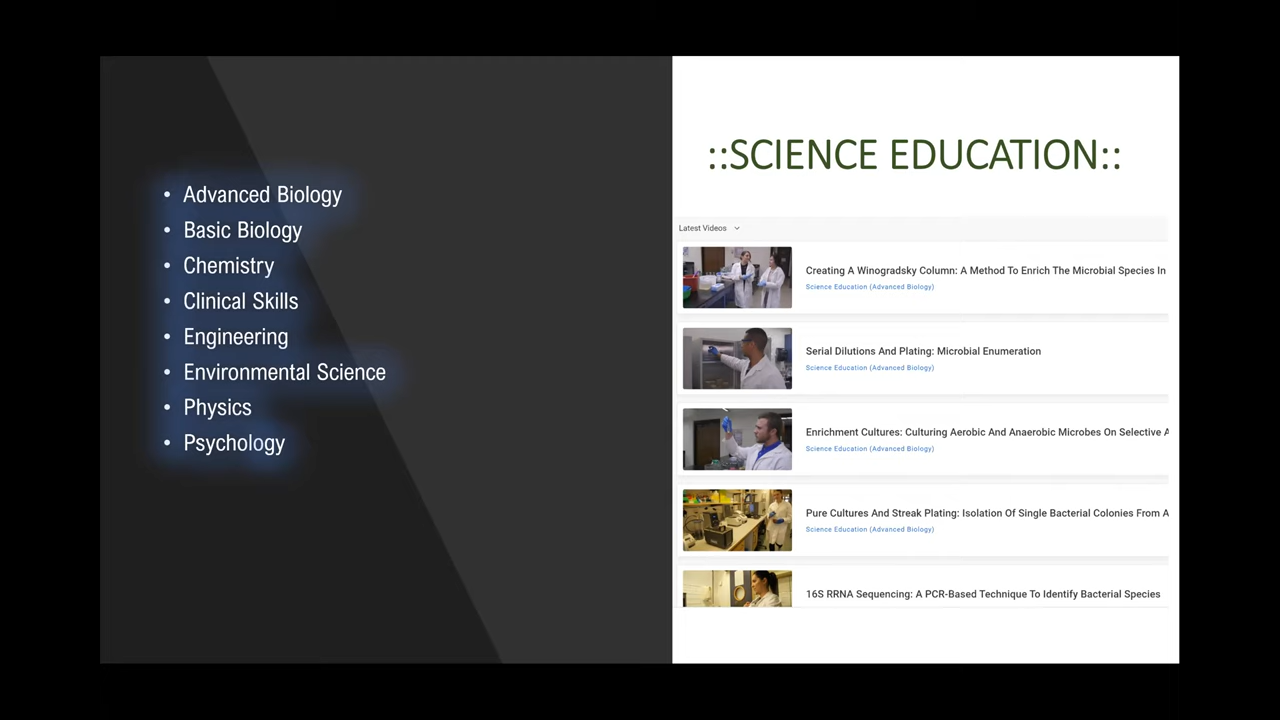 • Advanced Biology
• Basic Biology
• Chemistry
• Clinical Skills
• Engineering
• Environmental Science
• Physics
• Psychology
::SCIENCE EDUCATION::
Latest Videos
Creating A Winogradsky Column: A Method To Enrich The Microbial Species In
Science Education (Advanced Biology)
Serial Dilutions And Plating: Microbial Enumeration
Science Education (Advanced Biology)
Enrichment Cultures: Culturing Aerobic And Anaerobic Microbes On Selective A
Science Education (Advanced Biology)
Pure Cultures And Streak Plating: Isolation Of Single Bacterial Colonies From A
Science Education (Advanced Biology)
16S RRNA Sequencing: A PCR-Based Technique To Identify Bacterial Species